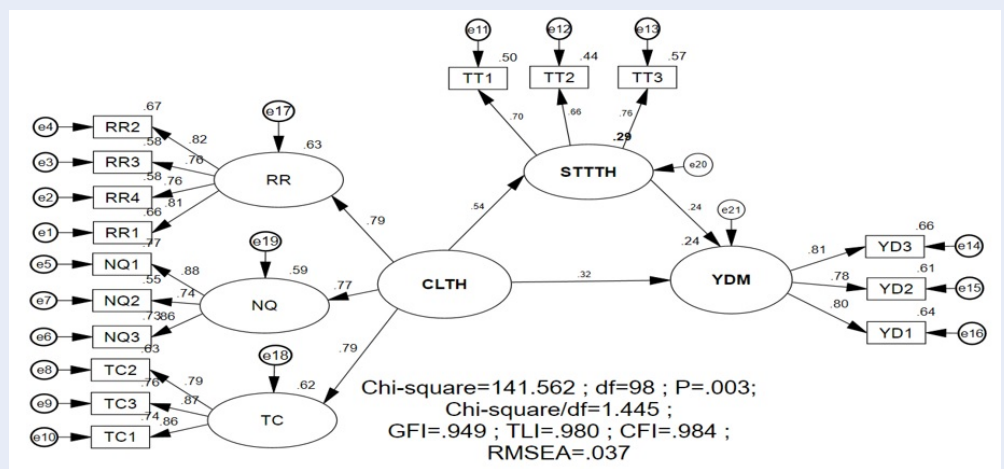 e11
e12
e13
.50
.44
.57
TT1
TT2
TT3
.70
.66
.76
.29
STTTH
e20
e17
.63
RR
.67
e4
RR2
.82
.58
e3
RR3
.76
.58
e2
RR4
.76
.66
e1
RR1
.81
.79
.54
.24
e21
.24
YDM
.32
CLTH
.66
.81
YD3
e14
.61
.78
YD2
e15
.64
.80
YD1
e16
e19
.59
NQ
.77
.77
e5
NQ1
.88
.55
e7
NQ2
.74
.73
e6
NQ3
.86
.79
e18
.62
TC
.63
e8
TC2
.79
.76
e9
TC3
.87
.74
e10
TC1
.86
Chi-square=141.562 ; df=98 ; P=.003;
Chi-square/df=1.445 ;
GFI=.949 ; TLI=.980 ; CFI=.984 ;
RMSEA=.037